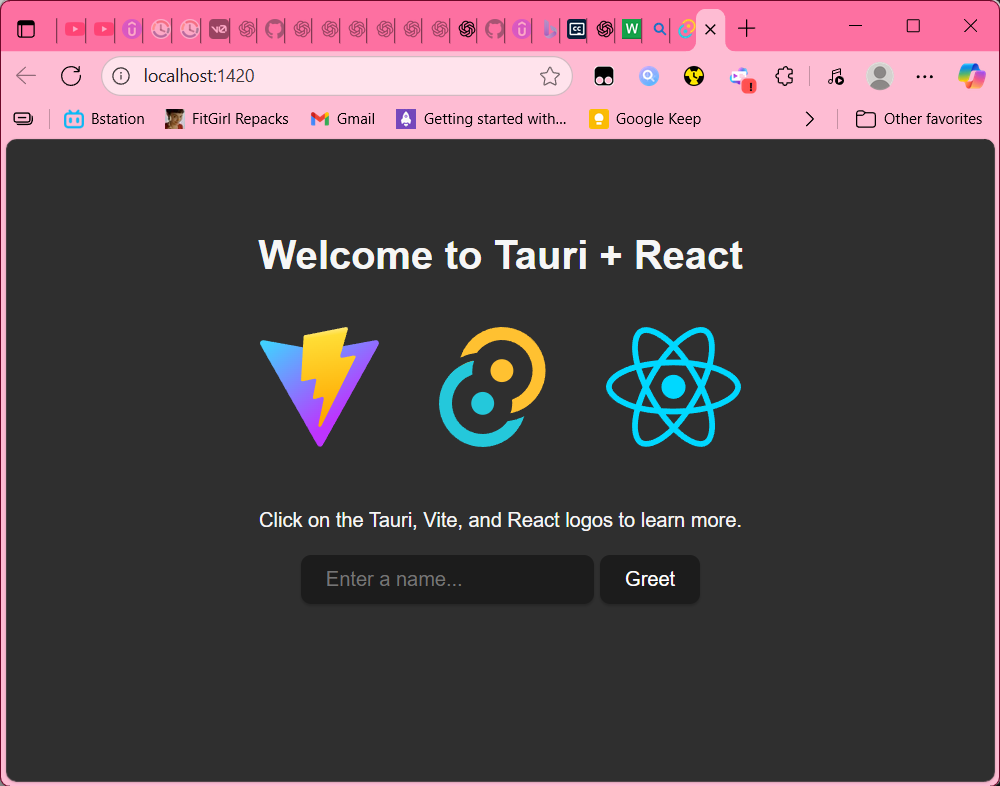 localhost:1420
Bstation
FitGirl Repacks
Gmail
Getting started with...
Google Keep
Other favorites
Welcome to Tauri + React
Click on the Tauri, Vite, and React logos to learn more.
Enter a name...
Greet